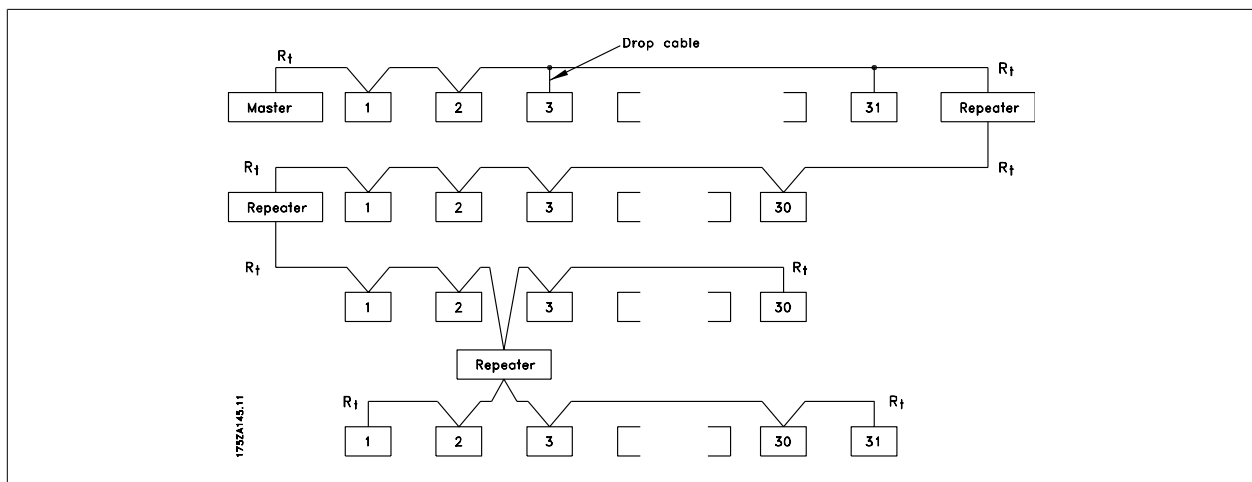 Drop cable
Rt Rt
Master 1 2 3 31 Repeater
Rt Rt
Repeater 1 2 3 30
Rt Rt
1 2 3 30
Repeater
Rt Rt
1 2 3 30 31
175ZA145.11